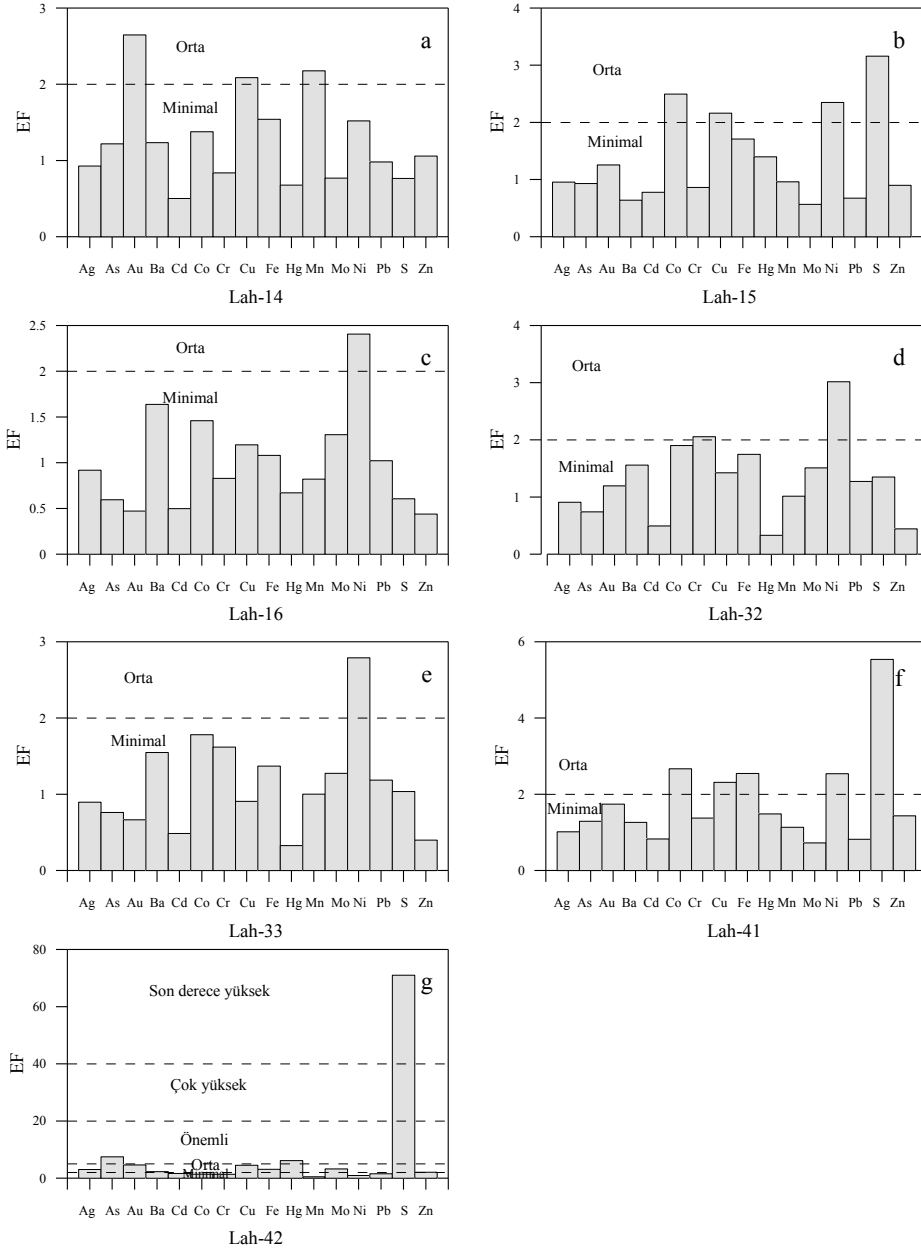 3
2
1
0
EF
a
Orta
Minimal
Ag As Au Ba Cd Co Cr Cu Fe Hg Mn Mo Ni Pb S Zn
Lah-14
4
3
2
1
0
EF
b
Orta
Minimal
Ag As Au Ba Cd Co Cr Cu Fe Hg Mn Mo Ni Pb S Zn
Lah-15
2.5
2
1.5
1
0.5
0
EF
c
Orta
Minimal
Ag As Au Ba Cd Co Cr Cu Fe Hg Mn Mo Ni Pb S Zn
Lah-16
4
3
2
1
0
EF
d
Orta
Minimal
Ag As Au Ba Cd Co Cr Cu Fe Hg Mn Mo Ni Pb S Zn
Lah-32
3
2
1
0
EF
e
Orta
Minimal
Ag As Au Ba Cd Co Cr Cu Fe Hg Mn Mo Ni Pb S Zn
Lah-33
6
4
2
0
EF
f
Orta
Minimal
Ag As Au Ba Cd Co Cr Cu Fe Hg Mn Mo Ni Pb S Zn
Lah-41
80
60
40
20
0
EF
g
Son derece yüksek
Çok yüksek
Önemli
Orta
Minimal
Ag As Au Ba Cd Co Cr Cu Fe Hg Mn Mo Ni Pb S Zn
Lah-42